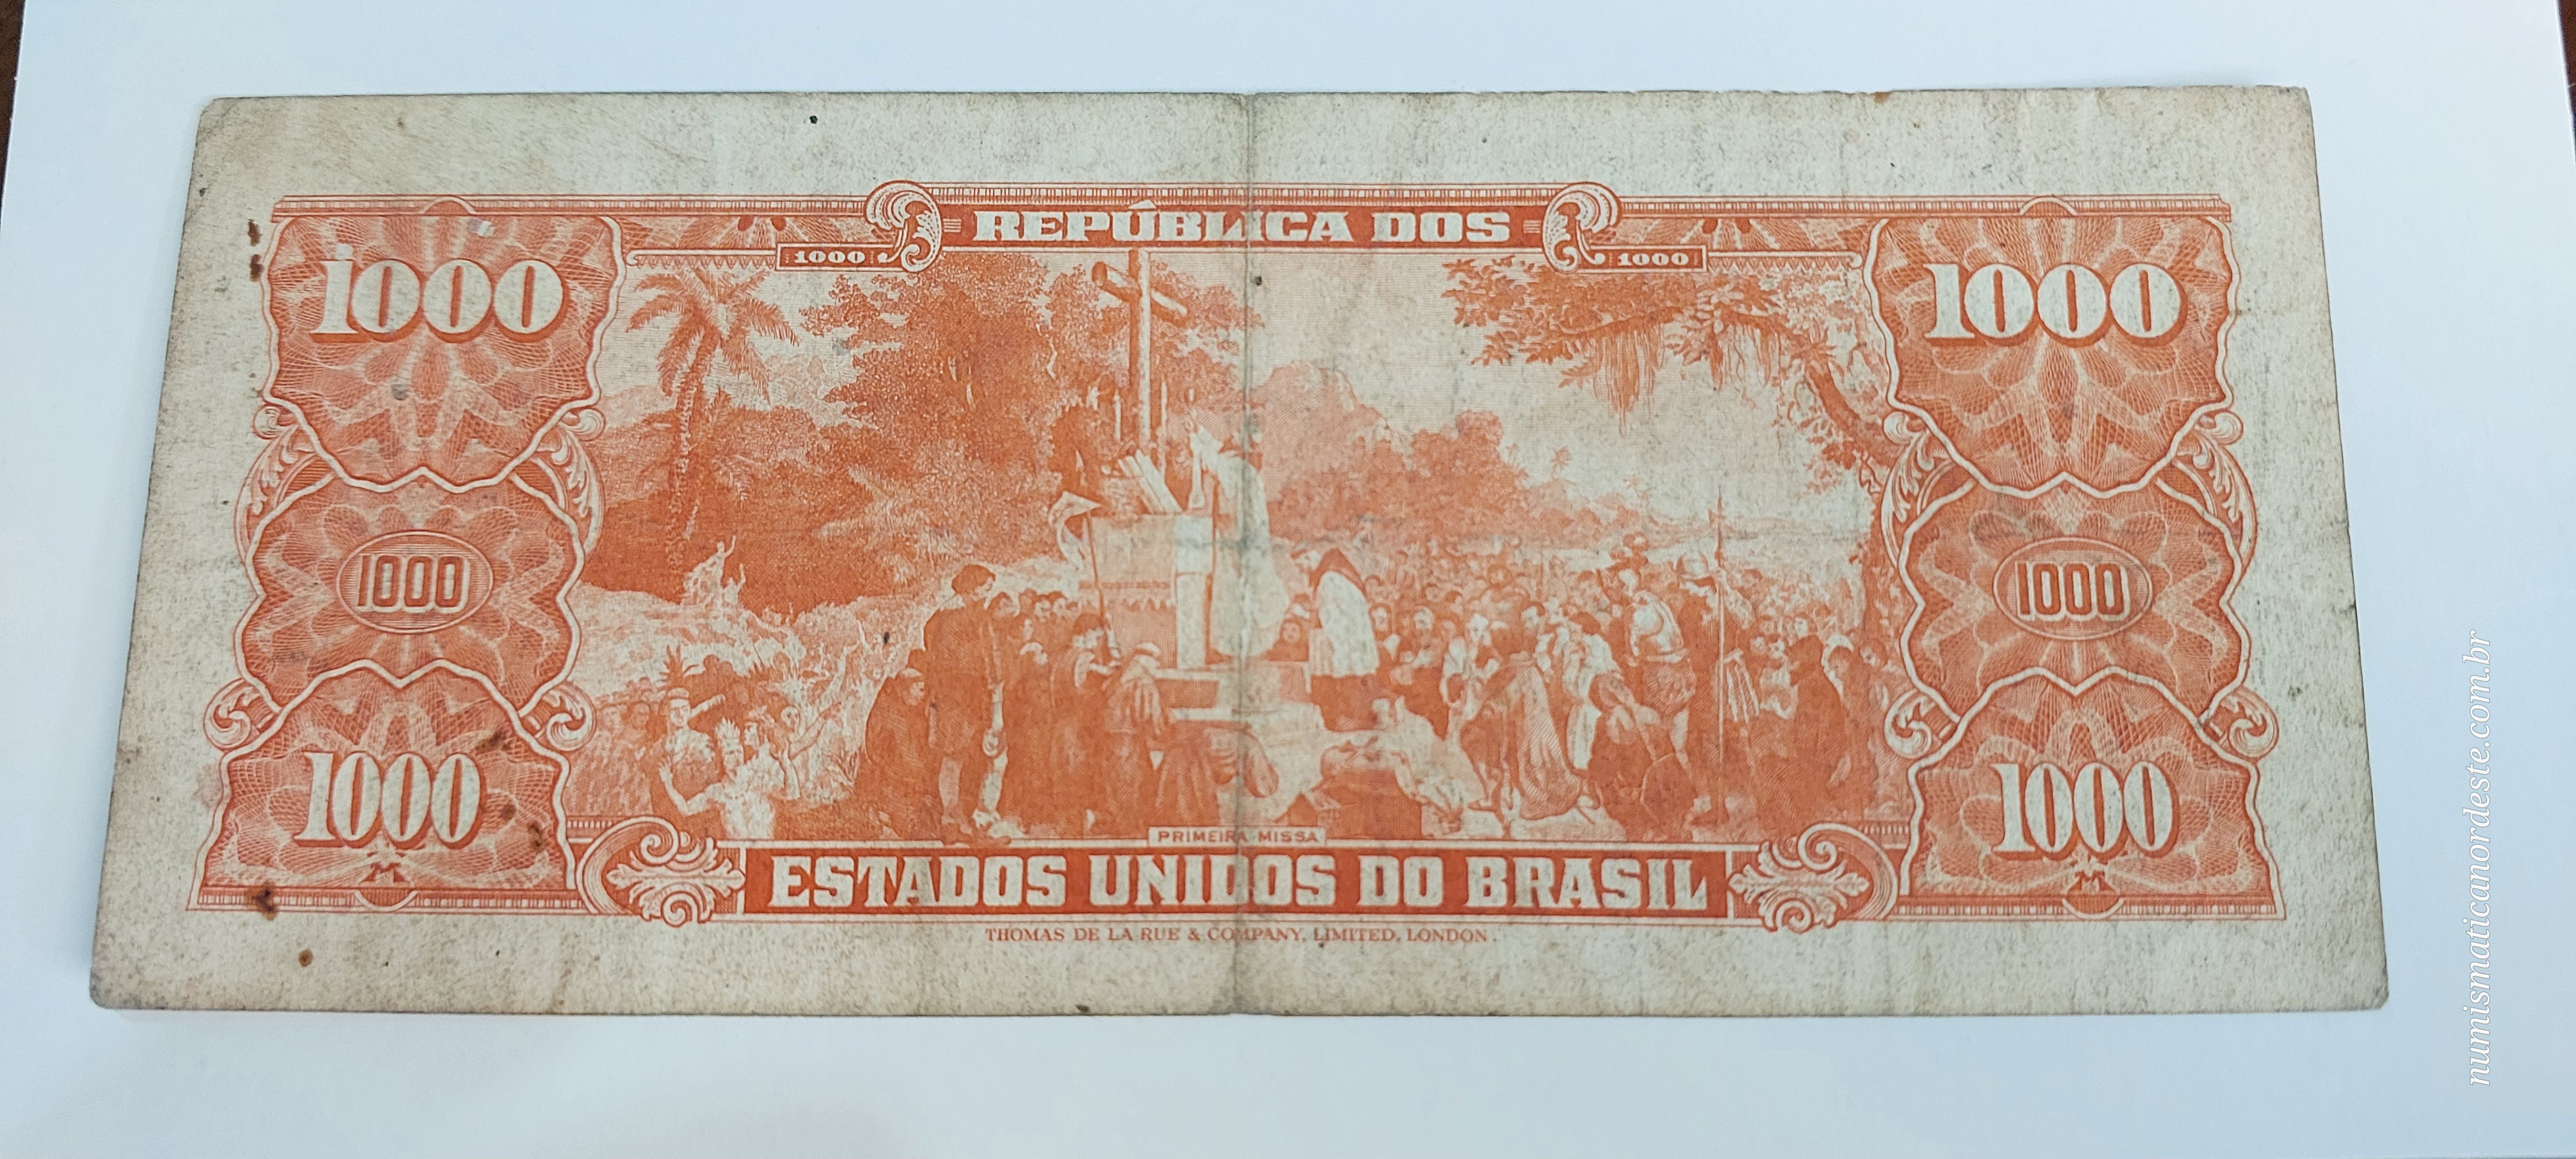 REPÚBLICA DOS
1000 1000
1000 1000
1000 1000
1000 1000
PRIMEIRA MISSA
ESTADOS UNIDOS DO BRASIL
THOMAS DE LA RUE & COMPANY, LIMITED, LONDON.
numismaticanordeste.com.br